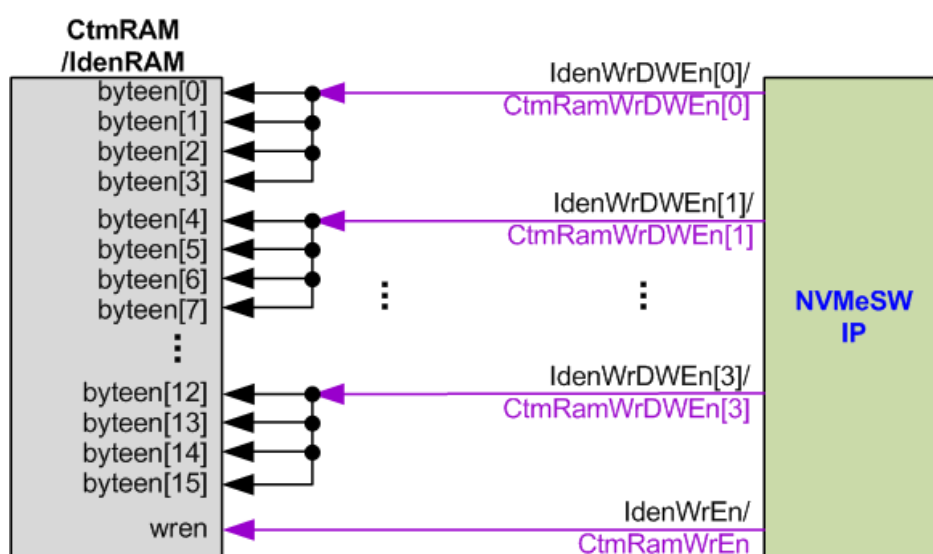 CtmRAM
/IdenRAM
byteen[0]
byteen[1]
byteen[2]
byteen[3]
byteen[4]
byteen[5]
byteen[6]
byteen[7]
byteen[12]
byteen[13]
byteen[14]
byteen[15]
wren
IdenWrDWEn[0]/
CtmRamWrDWEn[0]
IdenWrDWEn[1]/
CtmRamWrDWEn[1]
IdenWrDWEn[3]/
CtmRamWrDWEn[3]
IdenWrEn/
CtmRamWrEn
NVMeSW
IP